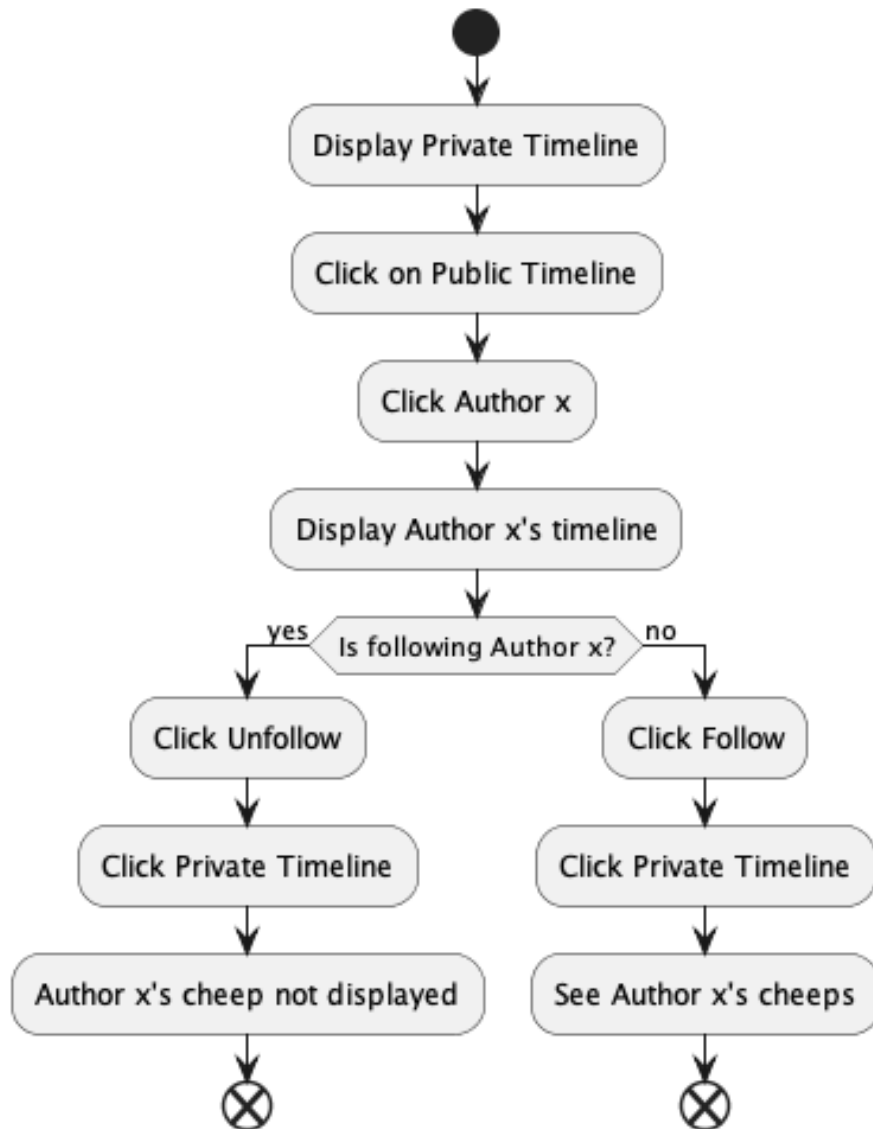 Display Private Timeline
Click on Public Timeline
Click Author x
Display Author x's timeline
yes
Is following Author x?
no
Click Unfollow
Click Follow
Click Private Timeline
Click Private Timeline
Author x's cheep not displayed
See Author x's cheeps